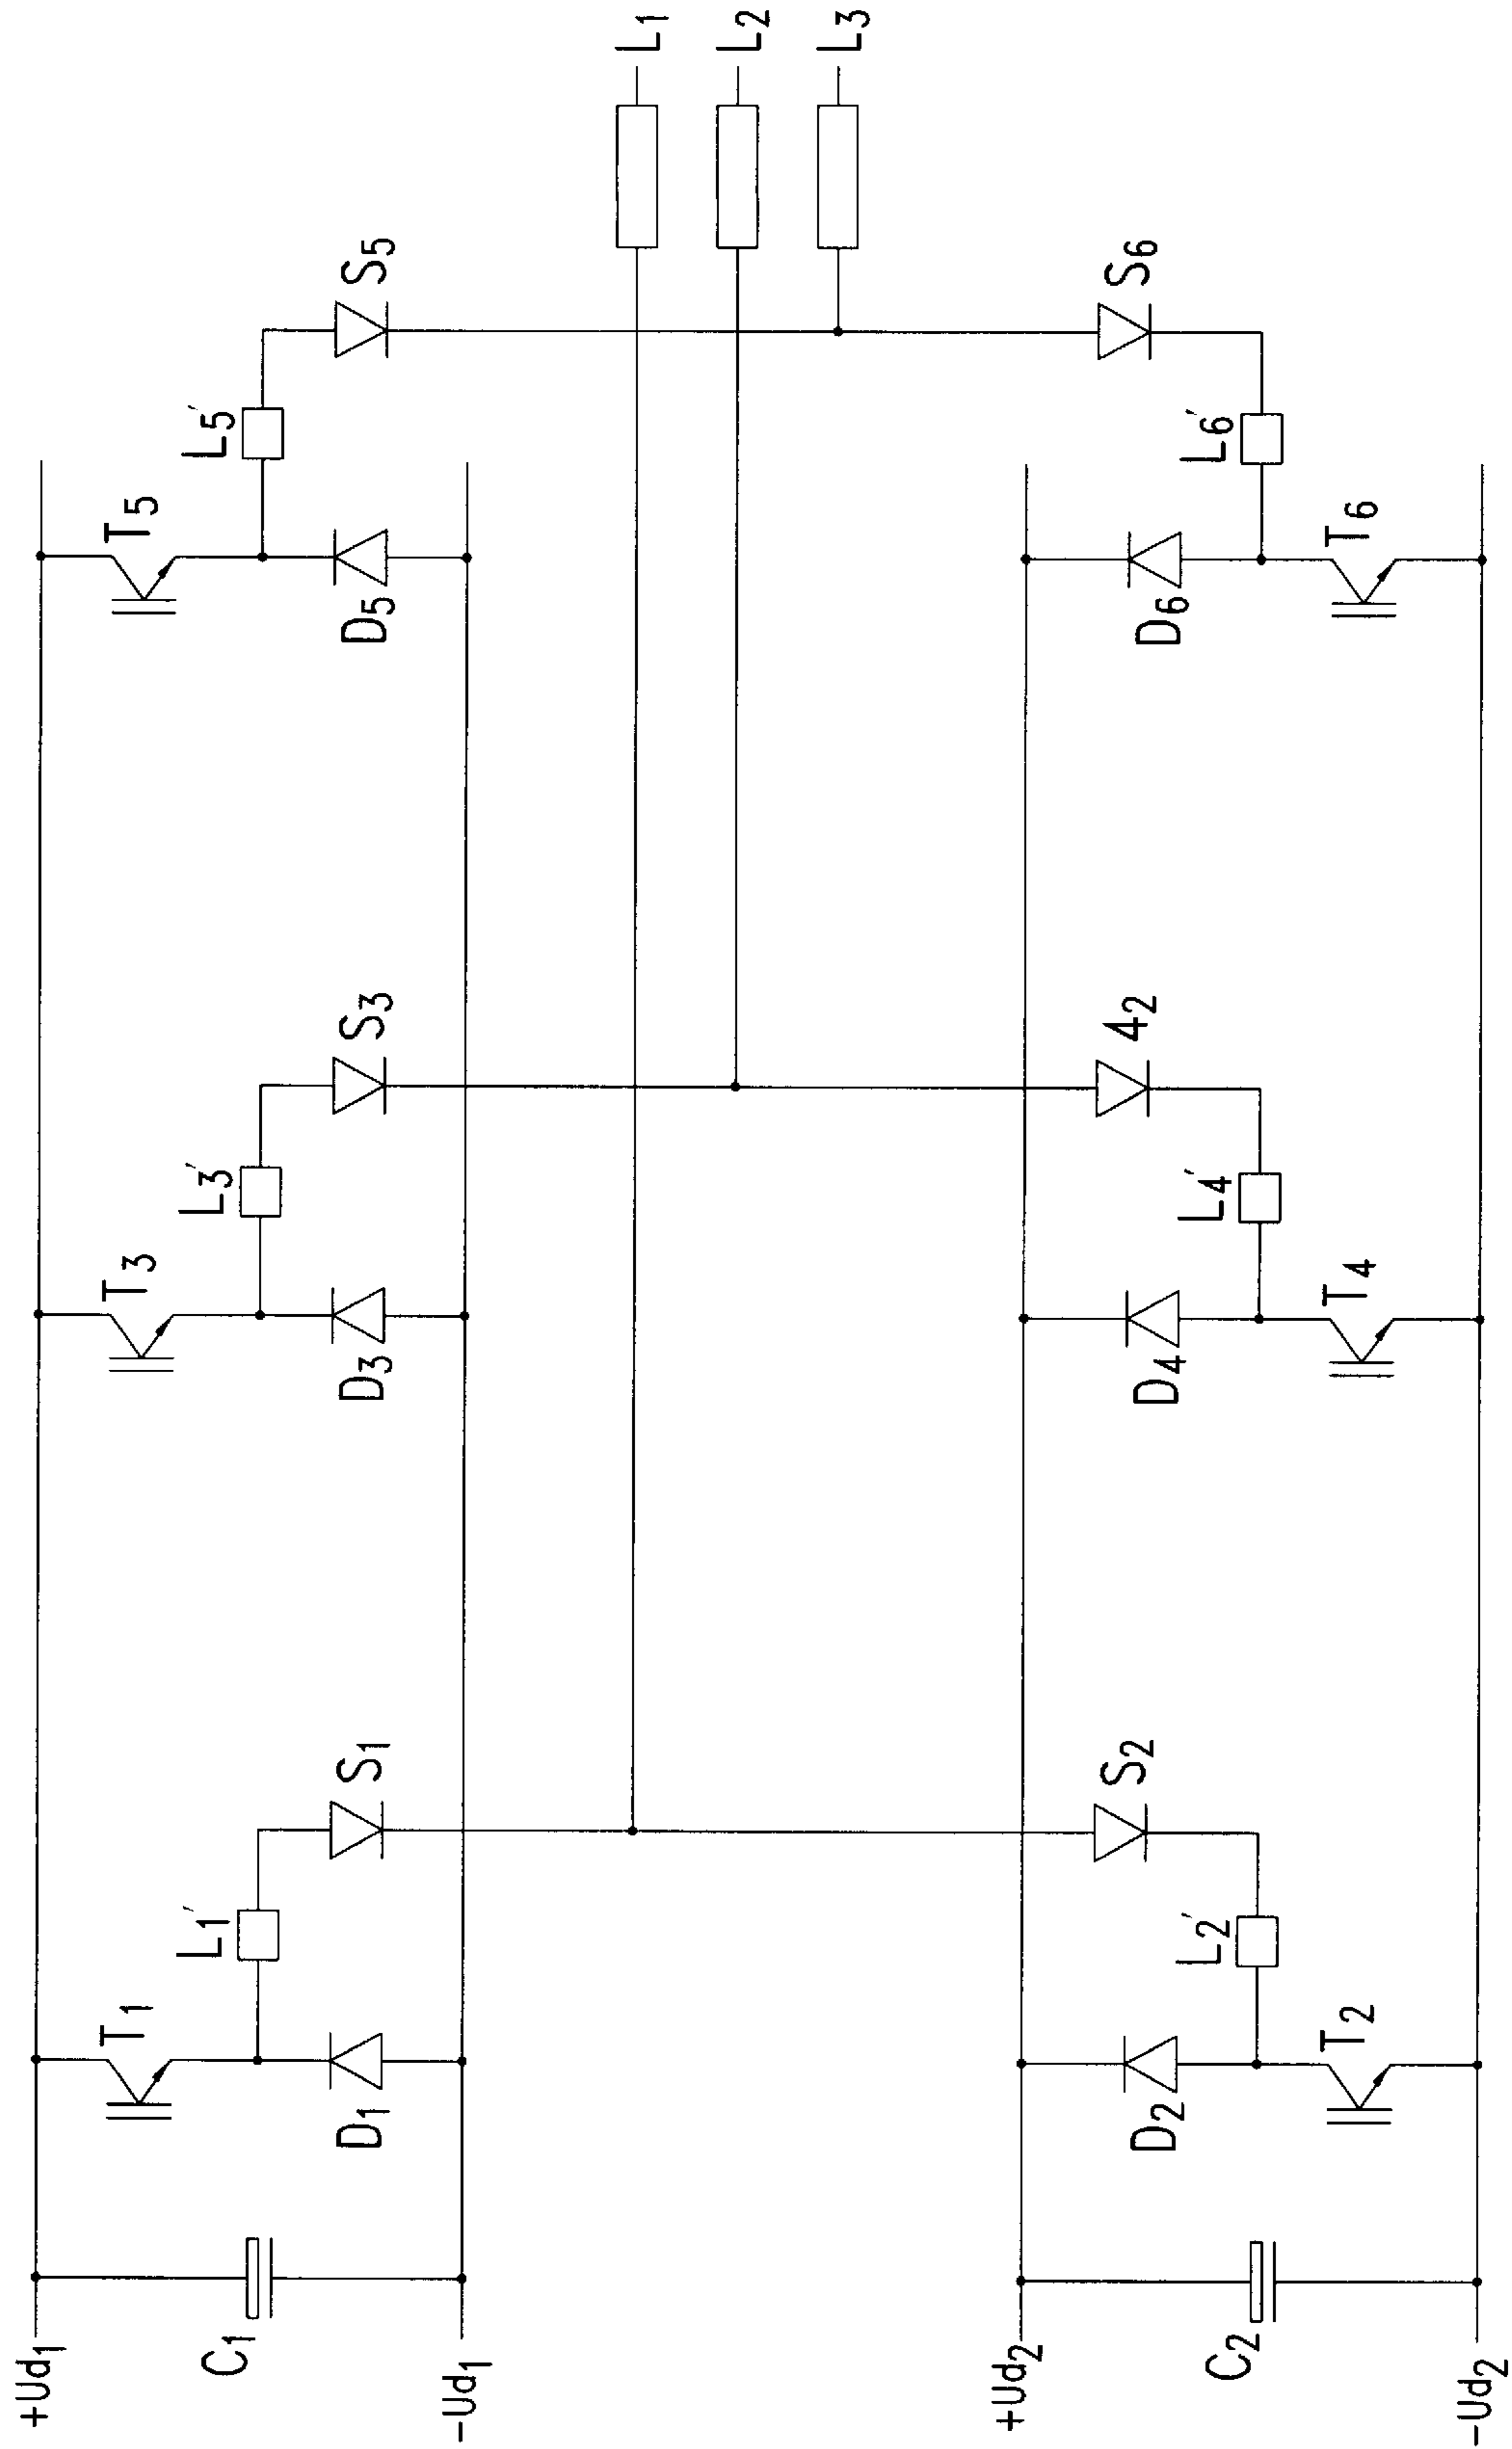 +Ud1
C1
-Ud1
T1
D1
L1′
S1
T3
D3
L3′
S3
T5
D5
L5′
S5
L1
L2
L3
+Ud2
C2
-Ud2
D2
T2
L2′
S2
D4
T4
L4′
42
D6
T6
L6′
S6